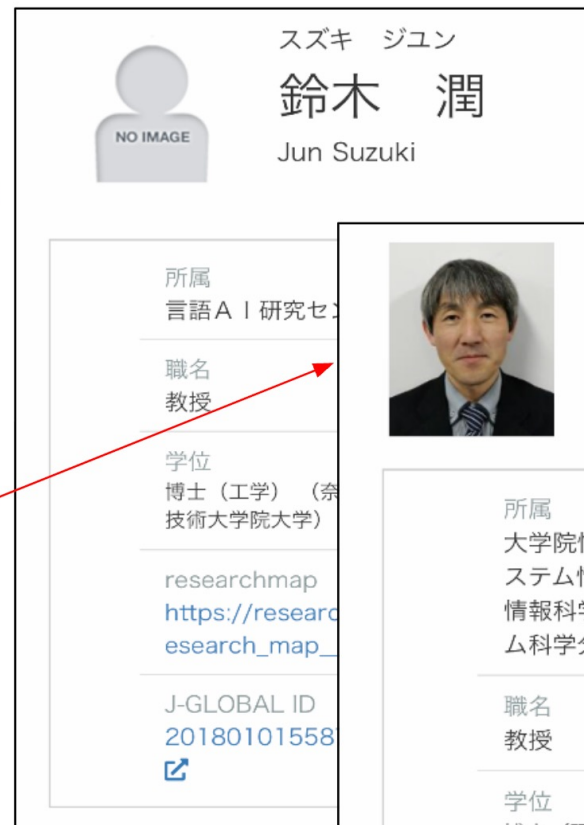 スズキ　ジユン
鈴木　潤
Jun Suzuki
NO IMAGE
所属
言語ＡＩ研究セ
職名
教授
学位
博士（工学）　（奈
技術大学院大学）
researchmap
https://researc
esearch_map_
J-GLOBAL ID
20180101558
所属
大学院
ステム
情報科
ム科学
職名
教授
学位